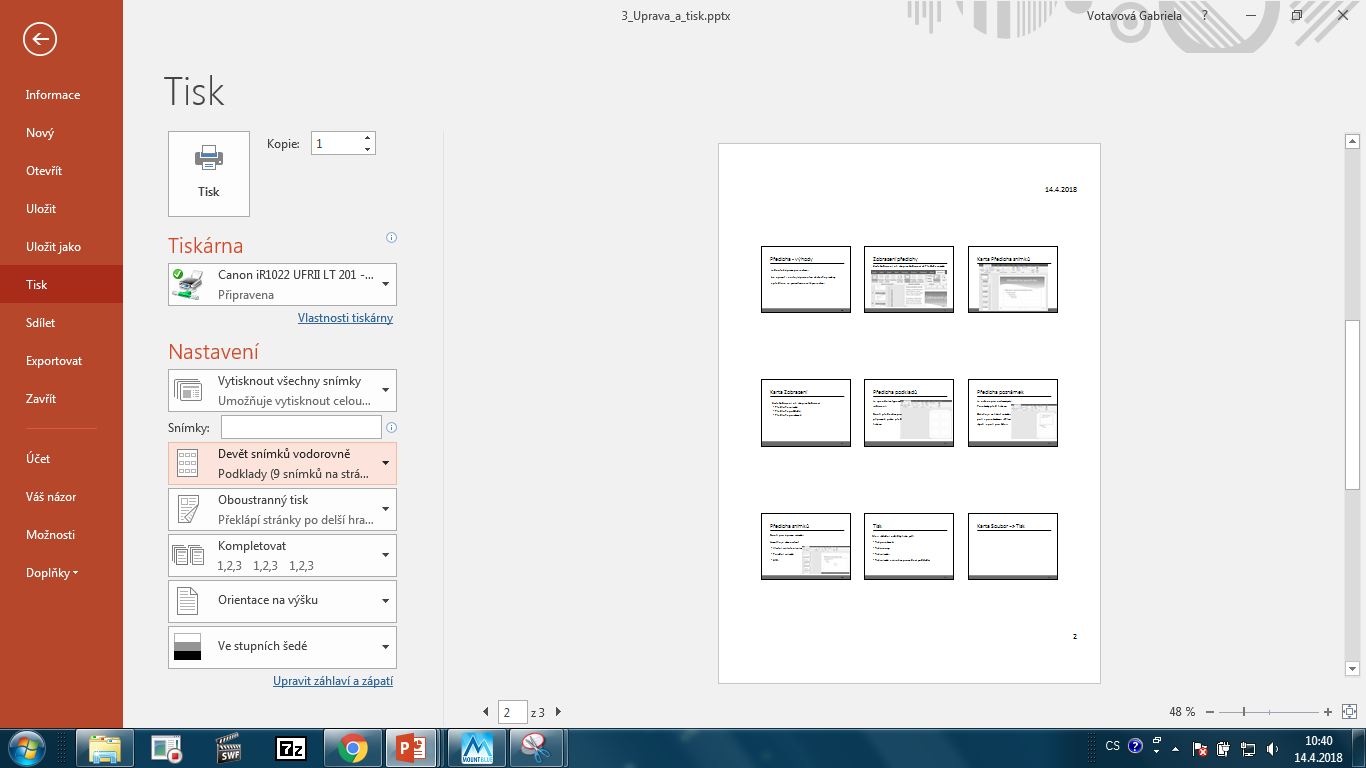 3_Uprava_a_tisk.pptx
Votavová Gabriela
?
Informace
Nový
Otevřít
Uložit
Uložit jako
Tisk
Sdílet
Exportovat
Zavřít
Účet
Váš názor
Možnosti
Doplňky
Tisk
Tisk
Kopie:
1
Tiskárna
Canon iR1022 UFRII LT 201 -...
Připravena
Vlastnosti tiskárny
Nastavení
Vytisknout všechny snímky
Umožňuje vytisknout celou...
Snímky:
Devět snímků vodorovně
Podklady (9 snímků na strá...
Oboustranný tisk
Překlápí stránky po delší hra...
Kompletovat
1,2,3 1,2,3 1,2,3
Orientace na výšku
Ve stupních šedé
Upravit záhlaví a zápatí
14.4.2018
Předloha - výhody
Zobrazení předlohy
Karta Předloha snímků
Karta Zobrazení
Předloha podkladů
Předloha poznámek
Předloha snímků
Tisk
Karta Soubor -> Tisk
2
2
z 3
48 %
SWF
7z
MOUNTBLUE
CS
?
10:40
14.4.2018